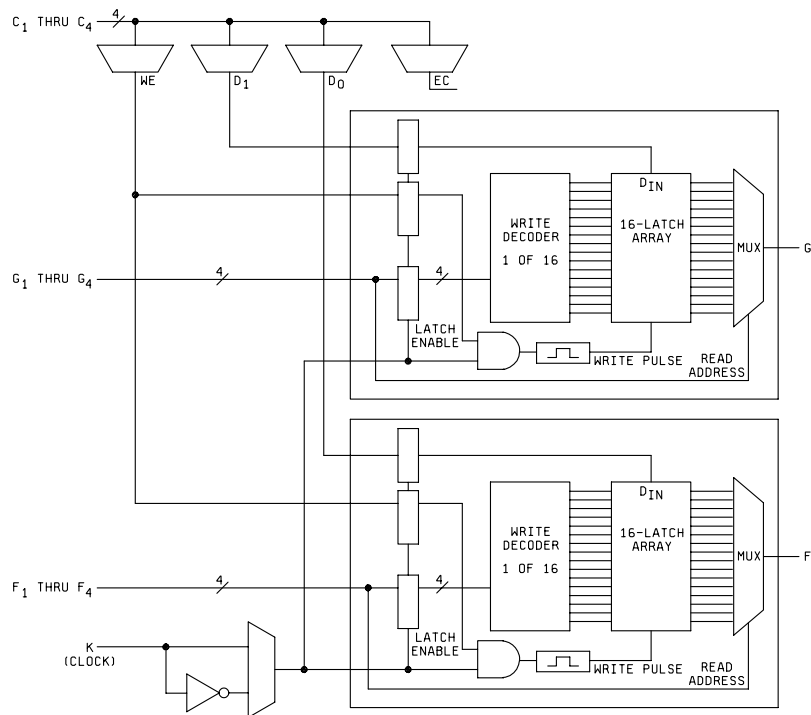 C1 THRU C4
4
WE
D1
D0
EC
DIN
WRITE
DECODER
1 OF 16
16-LATCH
ARRAY
MUX
G
G1 THRU G4
4
4
LATCH
ENABLE
WRITE PULSE
READ
ADDRESS
DIN
WRITE
DECODER
1 OF 16
16-LATCH
ARRAY
MUX
F
F1 THRU F4
4
4
K
(CLOCK)
LATCH
ENABLE
WRITE PULSE
READ
ADDRESS